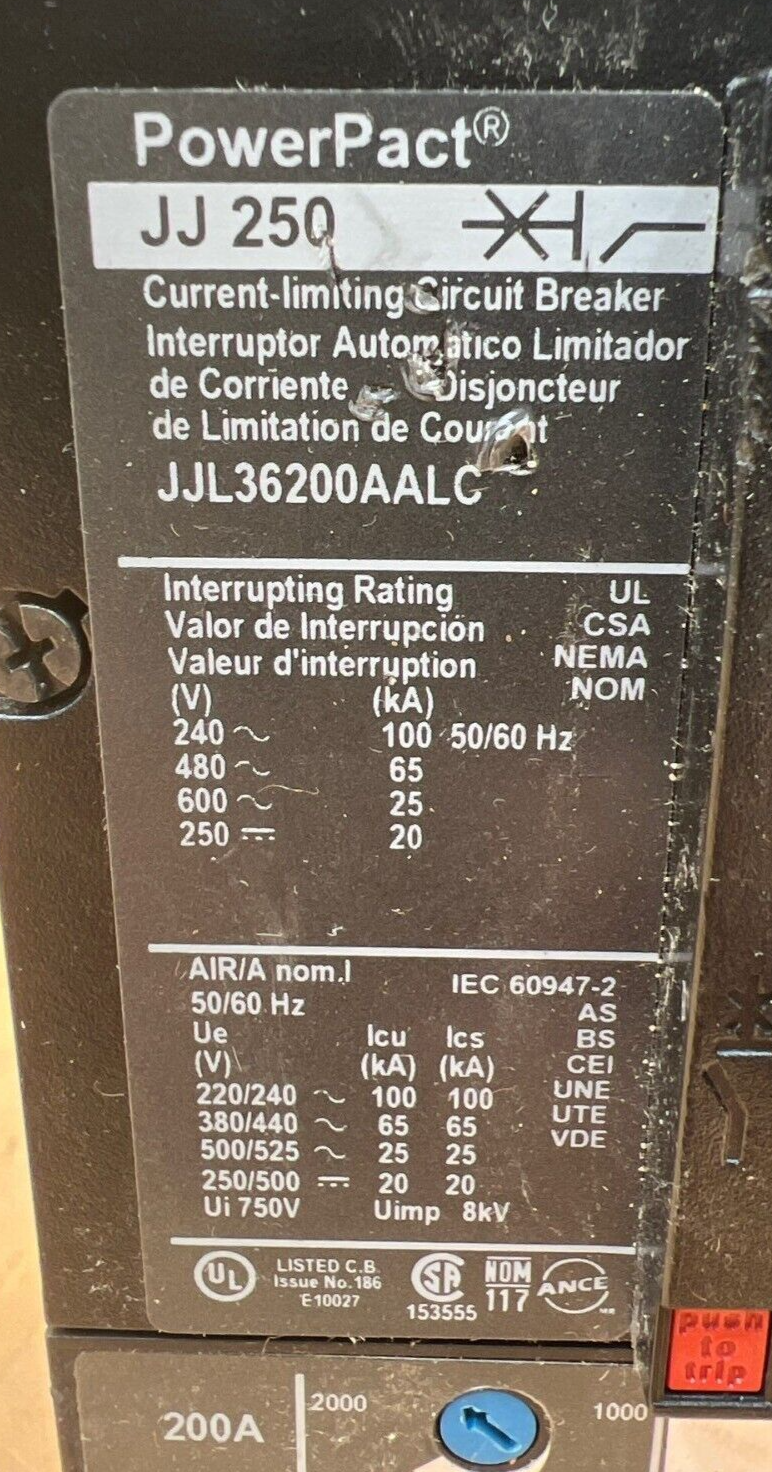 PowerPact®
JJ 250
Current-limiting Circuit Breaker
Interruptor Automático Limitador
de Corriente Disjoncteur
de Limitation de Courant
JJL36200AALC
Interrupting Rating UL
Valor de Interrupción CSA
Valeur d'interruption NEMA
(V) (kA) NOM
240 ~ 100 50/60 Hz
480 ~ 65
600 ~ 25
250 ⎓ 20
AIR/A nom.I IEC 60947-2
50/60 Hz AS
Ue Icu Ics BS
(V) (kA) (kA) CEI
220/240 ~ 100 100 UNE
380/440 ~ 65 65 UTE
500/525 ~ 25 25 VDE
250/500 ⎓ 20 20
Ui 750V Uimp 8kV
UL LISTED C.B. SA NOM ANCE
Issue No.186
E10027 153555 117
push
to
trip
200A 2000 1000